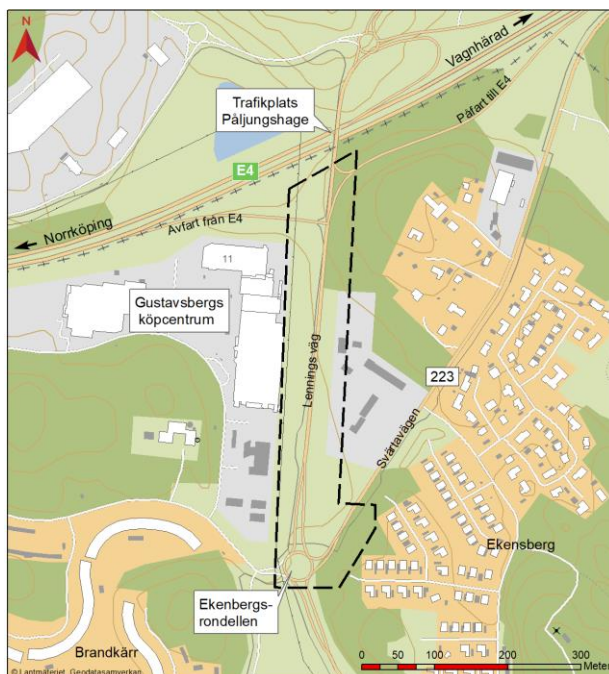 N
Vagnhärad
Trafikplats
Påljungshage
Påfart till E4
E4
Norrköping
Avfart från E4
11
Gustavsbergs
köpcentrum
Lennings väg
223
Svärtavägen
Ekensberg
Ekenbergs-
rondellen
Brandkärr
0 50 100 200 300
Meter
© Lantmäteriet, Geodatasamverkan